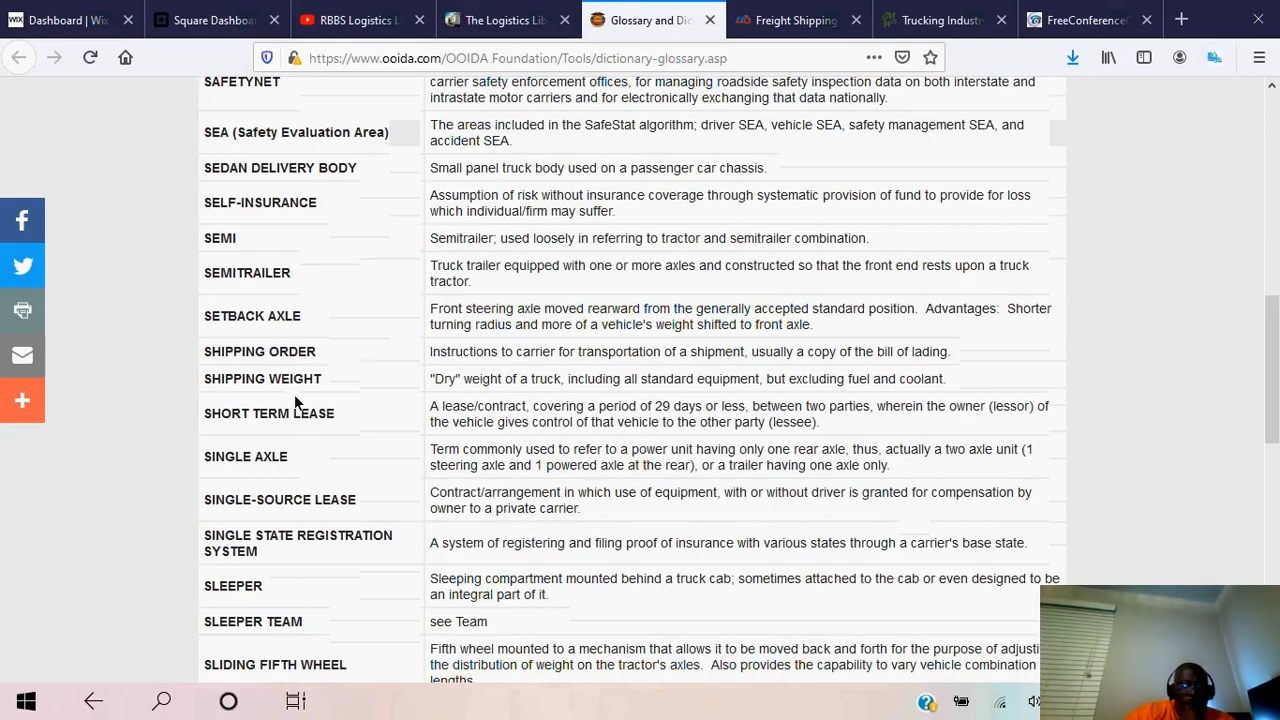 Dashboard | Wix
Square Dashboa
RBBS Logistics L
The Logistics Lib
Glossary and Dic
Freight Shipping
Trucking Industr
FreeConferenceC
https://www.ooida.com/OOIDA Foundation/Tools/dictionary-glossary.asp
SAFETYNET
carrier safety enforcement offices, for managing roadside safety inspection data on both interstate and
intrastate motor carriers and for electronically exchanging that data nationally.
SEA (Safety Evaluation Area)
The areas included in the SafeStat algorithm; driver SEA, vehicle SEA, safety management SEA, and
accident SEA.
SEDAN DELIVERY BODY
Small panel truck body used on a passenger car chassis.
SELF-INSURANCE
Assumption of risk without insurance coverage through systematic provision of fund to provide for loss
which individual/firm may suffer.
SEMI
Semitrailer; used loosely in referring to tractor and semitrailer combination.
SEMITRAILER
Truck trailer equipped with one or more axles and constructed so that the front end rests upon a truck
tractor.
SETBACK AXLE
Front steering axle moved rearward from the generally accepted standard position. Advantages: Shorter
turning radius and more of a vehicle's weight shifted to front axle.
SHIPPING ORDER
Instructions to carrier for transportation of a shipment, usually a copy of the bill of lading.
SHIPPING WEIGHT
"Dry" weight of a truck, including all standard equipment, but excluding fuel and coolant.
SHORT TERM LEASE
A lease/contract, covering a period of 29 days or less, between two parties, wherein the owner (lessor) of
the vehicle gives control of that vehicle to the other party (lessee).
SINGLE AXLE
Term commonly used to refer to a power unit having only one rear axle, thus, actually a two axle unit (1
steering axle and 1 powered axle at the rear), or a trailer having one axle only.
SINGLE-SOURCE LEASE
Contract/arrangement in which use of equipment, with or without driver is granted for compensation by
owner to a private carrier.
SINGLE STATE REGISTRATION
SYSTEM
A system of registering and filing proof of insurance with various states through a carrier's base state.
SLEEPER
Sleeping compartment mounted behind a truck cab; sometimes attached to the cab or even designed to be
an integral part of it.
SLEEPER TEAM
see Team
SLIDING FIFTH WHEEL
Fifth wheel mounted to a mechanism that allows it to be moved back and forth for the purpose of adjusti
the distribution of weight on the tractor's axles. Also provides the capability to vary vehicle combination
lengths.